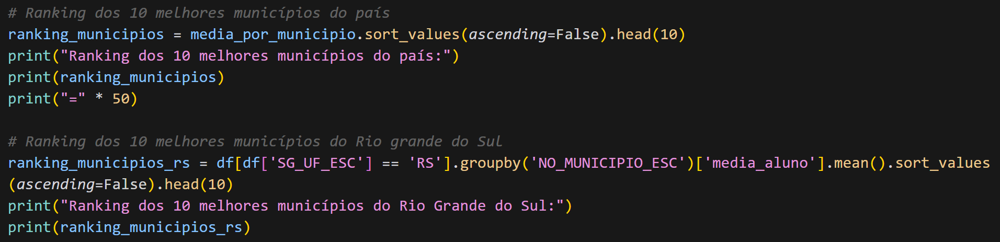 # Ranking dos 10 melhores municípios do país
ranking_municipios = media_por_municipio.sort_values(ascending=False).head(10)
print("Ranking dos 10 melhores municípios do país:")
print(ranking_municipios)
print("=" * 50)

# Ranking dos 10 melhores municípios do Rio grande do Sul
ranking_municipios_rs = df[df['SG_UF_ESC'] == 'RS'].groupby('NO_MUNICIPIO_ESC')['media_aluno'].mean().sort_values
(ascending=False).head(10)
print("Ranking dos 10 melhores municípios do Rio Grande do Sul:")
print(ranking_municipios_rs)